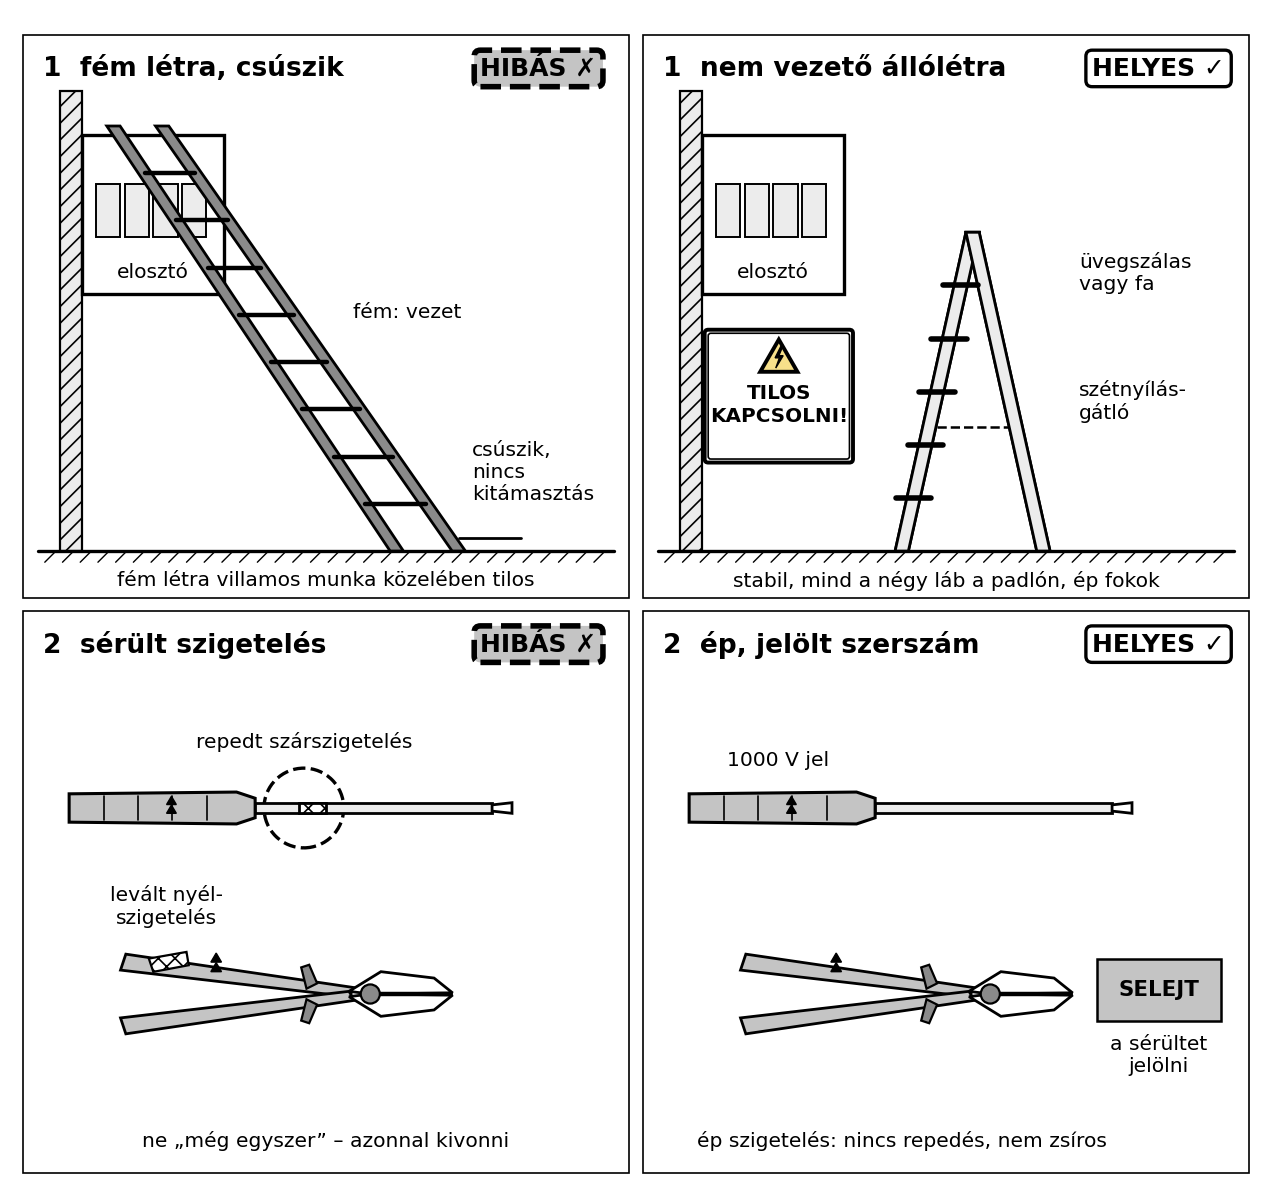 1 fém létra, csúszik
HIBÁS ✗
elosztó
fém: vezet
csúszik,
nincs
kitámasztás
fém létra villamos munka közelében tilos
1 nem vezető állólétra
HELYES ✓
elosztó
üvegszálas
vagy fa
TILOS
KAPCSOLNI!
szétnyílás-
gátló
stabil, mind a négy láb a padlón, ép fokok
2 sérült szigetelés
HIBÁS ✗
repedt szárszigetelés
levált nyél-
szigetelés
ne „még egyszer” – azonnal kivonni
2 ép, jelölt szerszám
HELYES ✓
1000 V jel
SELEJT
a sérültet
jelölni
ép szigetelés: nincs repedés, nem zsíros